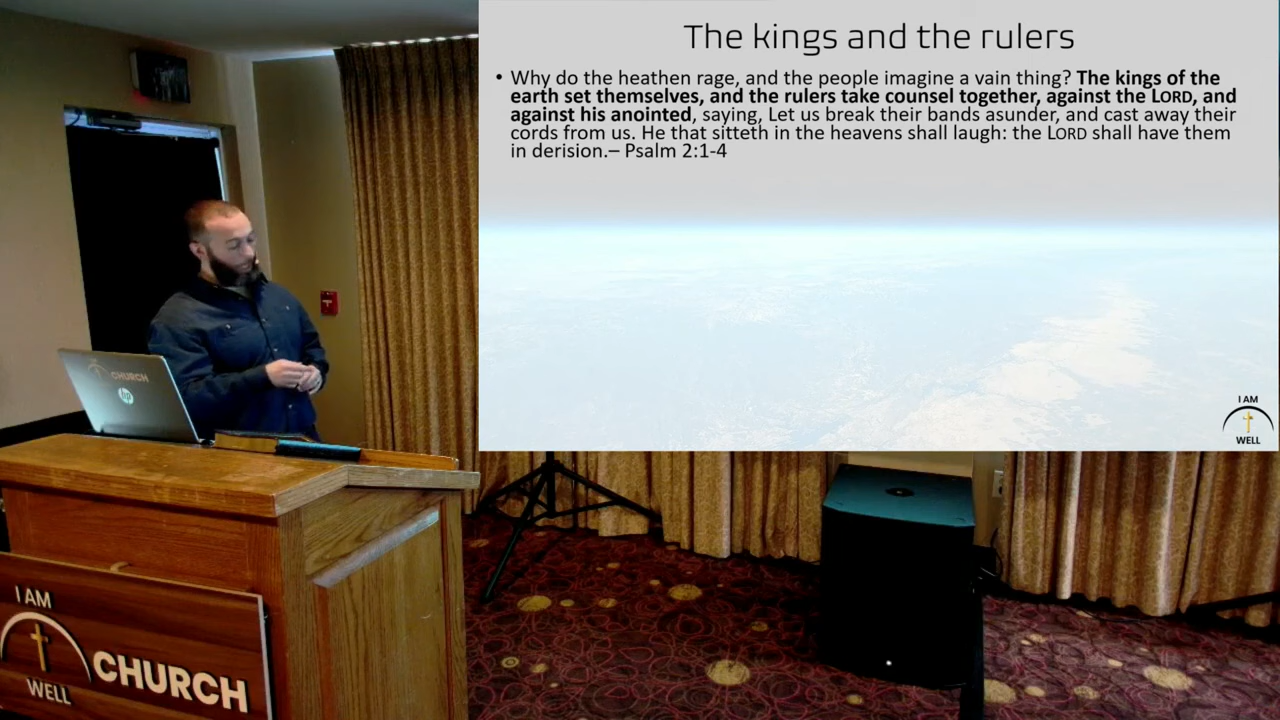 The kings and the rulers
• Why do the heathen rage, and the people imagine a vain thing? The kings of the
earth set themselves, and the rulers take counsel together, against the LORD, and
against his anointed, saying, Let us break their bands asunder, and cast away their
cords from us. He that sitteth in the heavens shall laugh: the LORD shall have them
in derision.– Psalm 2:1-4
I AM
WELL
CHURCH
hp
I AM
WELL
CHURCH